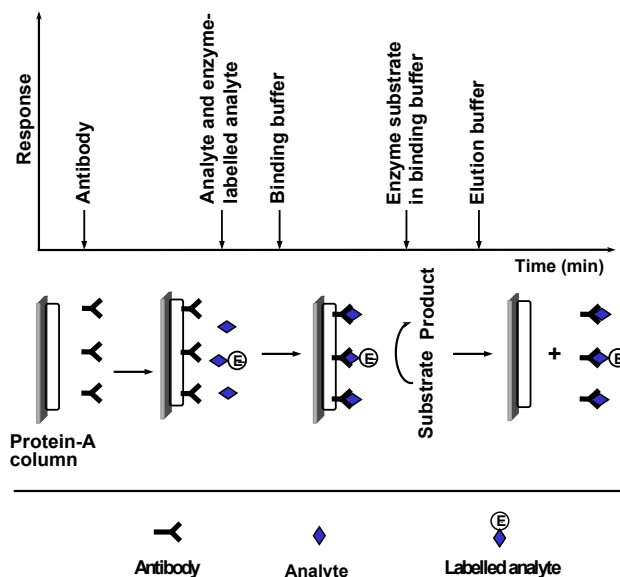 Response
Antibody
Analyte and enzyme-
labelled analyte
Binding buffer
Enzyme substrate
in binding buffer
Elution buffer
Time (min)
E
Substrate
Product
E
+
E
Protein-A
column
E
Antibody
Analyte
Labelled analyte